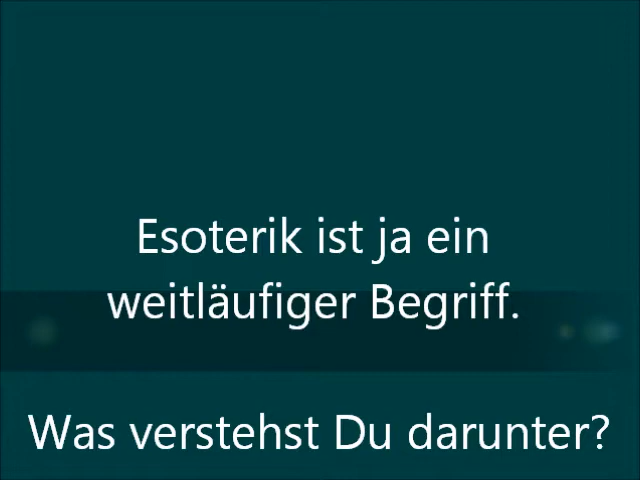 Esoterik ist ja ein
weitläufiger Begriff.
Was verstehst Du darunter?